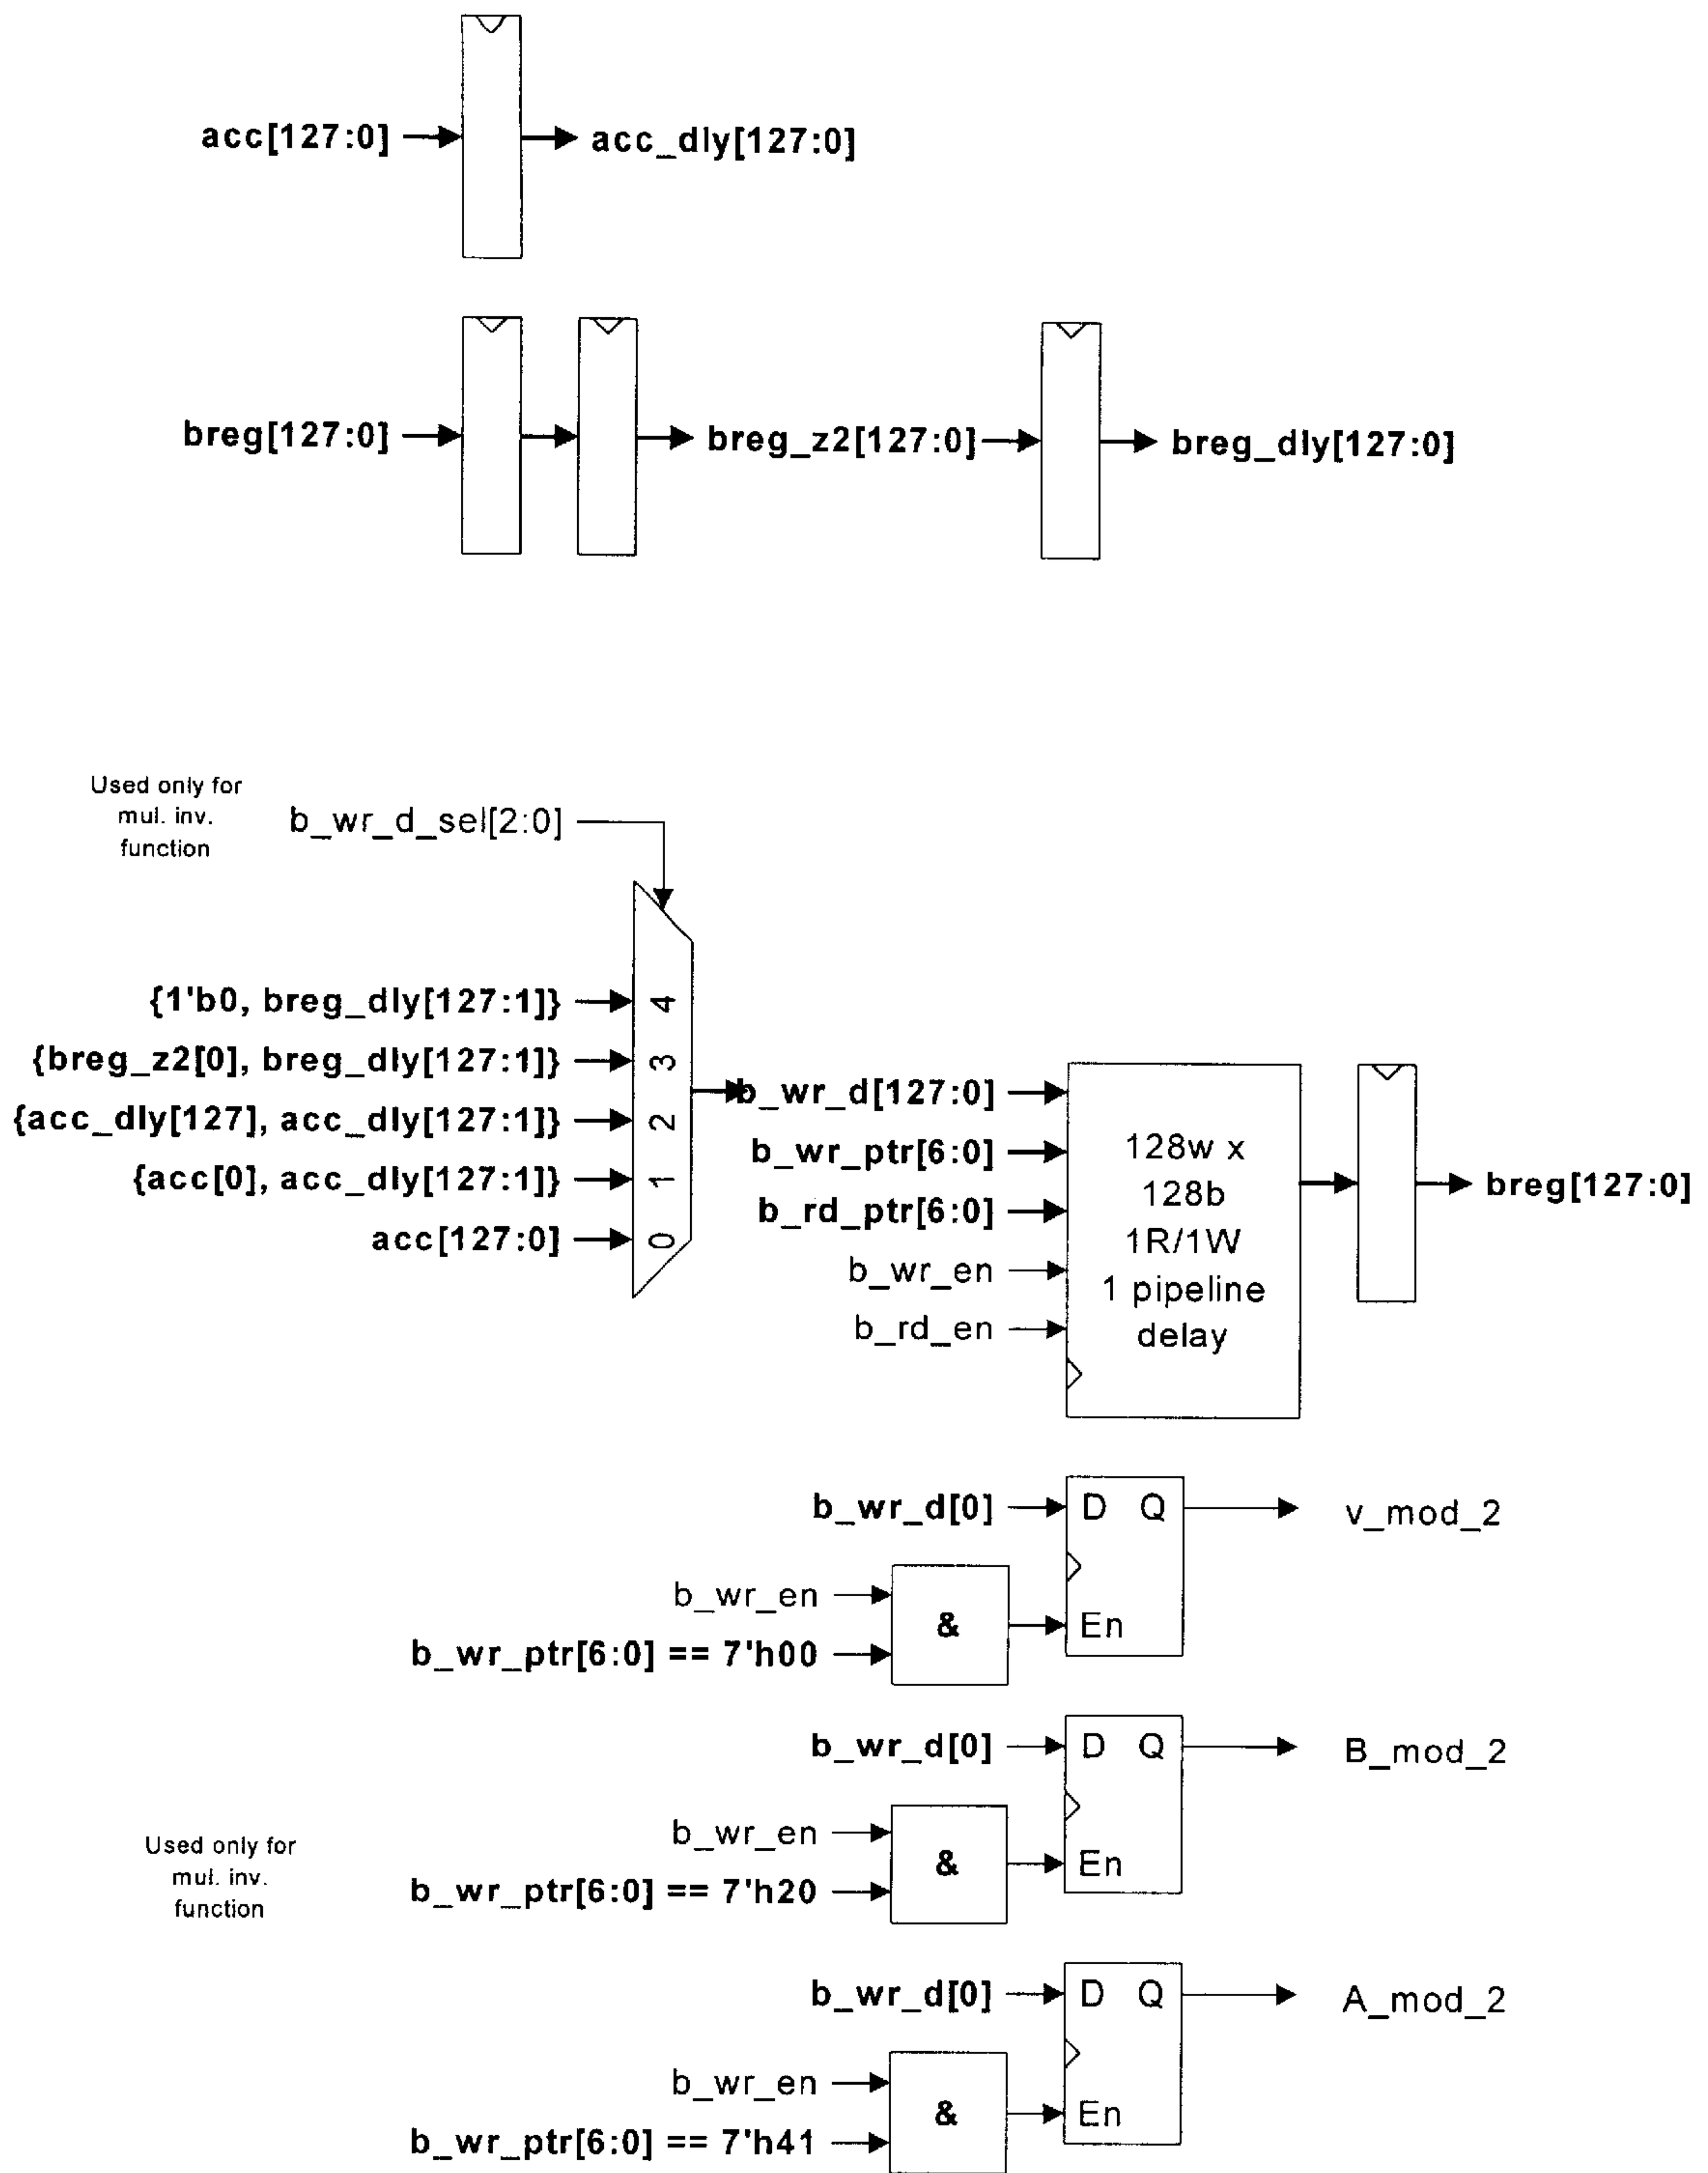 acc[127:0]
acc_dly[127:0]
breg[127:0]
breg_z2[127:0]
breg_dly[127:0]
Used only for
mul. inv.
function
b_wr_d_sel[2:0]
{1'b0, breg_dly[127:1]}
4
{breg_z2[0], breg_dly[127:1]}
3
{acc_dly[127], acc_dly[127:1]}
2
{acc[0], acc_dly[127:1]}
1
acc[127:0]
0
b_wr_d[127:0]
b_wr_ptr[6:0]
b_rd_ptr[6:0]
b_wr_en
b_rd_en
128w x
128b
1R/1W
1 pipeline
delay
breg[127:0]
b_wr_d[0]
D Q
v_mod_2
b_wr_en
&
En
b_wr_ptr[6:0] == 7'h00
b_wr_d[0]
D Q
B_mod_2
Used only for
mul. inv.
function
b_wr_en
&
En
b_wr_ptr[6:0] == 7'h20
b_wr_d[0]
D Q
A_mod_2
b_wr_en
&
En
b_wr_ptr[6:0] == 7'h41